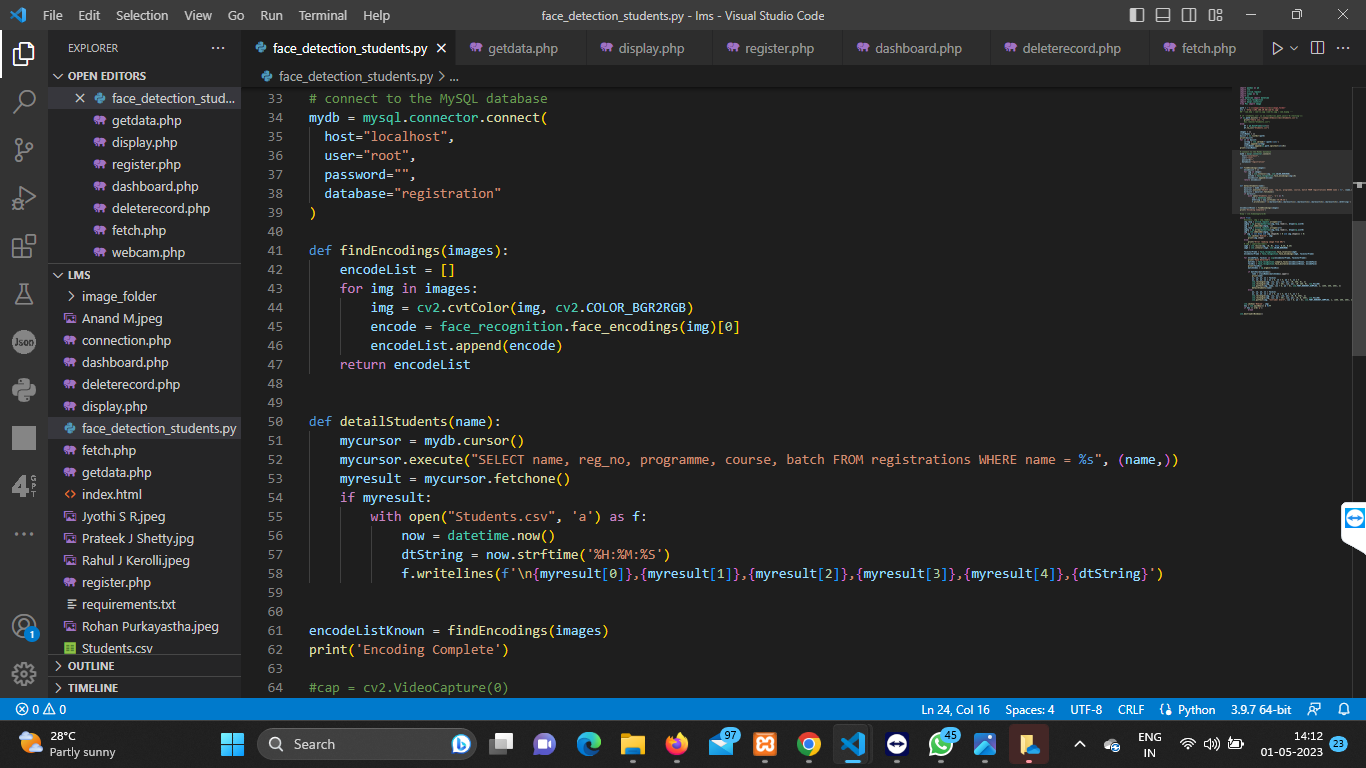 File Edit Selection View Go Run Terminal Help face_detection_students.py - lms - Visual Studio Code
EXPLORER
face_detection_students.py getdata.php display.php register.php dashboard.php deleterecord.php fetch.php
face_detection_students.py > ...
OPEN EDITORS
face_detection_stud...
getdata.php
display.php
register.php
dashboard.php
deleterecord.php
fetch.php
webcam.php
LMS
image_folder
Anand M.jpeg
connection.php
dashboard.php
deleterecord.php
display.php
face_detection_students.py
fetch.php
getdata.php
index.html
Jyothi S R.jpeg
Prateek J Shetty.jpg
Rahul J Kerolli.jpeg
register.php
requirements.txt
Rohan Purkayastha.jpeg
Students.csv
OUTLINE
TIMELINE
Json
4 GPT
1
33 # connect to the MySQL database
34 mydb = mysql.connector.connect(
35   host="localhost",
36   user="root",
37   password="",
38   database="registration"
39 )
40
41 def findEncodings(images):
42     encodeList = []
43     for img in images:
44         img = cv2.cvtColor(img, cv2.COLOR_BGR2RGB)
45         encode = face_recognition.face_encodings(img)[0]
46         encodeList.append(encode)
47     return encodeList
48
49
50 def detailStudents(name):
51     mycursor = mydb.cursor()
52     mycursor.execute("SELECT name, reg_no, programme, course, batch FROM registrations WHERE name = %s", (name,))
53     myresult = mycursor.fetchone()
54     if myresult:
55         with open("Students.csv", 'a') as f:
56             now = datetime.now()
57             dtString = now.strftime('%H:%M:%S')
58             f.writelines(f'\n{myresult[0]},{myresult[1]},{myresult[2]},{myresult[3]},{myresult[4]},{dtString}')
59
60
61 encodeListKnown = findEncodings(images)
62 print('Encoding Complete')
63
64 #cap = cv2.VideoCapture(0)
0 0 Ln 24, Col 16 Spaces: 4 UTF-8 CRLF Python 3.9.7 64-bit
28°C
Partly sunny
Search
97
45
ENG
IN
14:12
01-05-2023
23